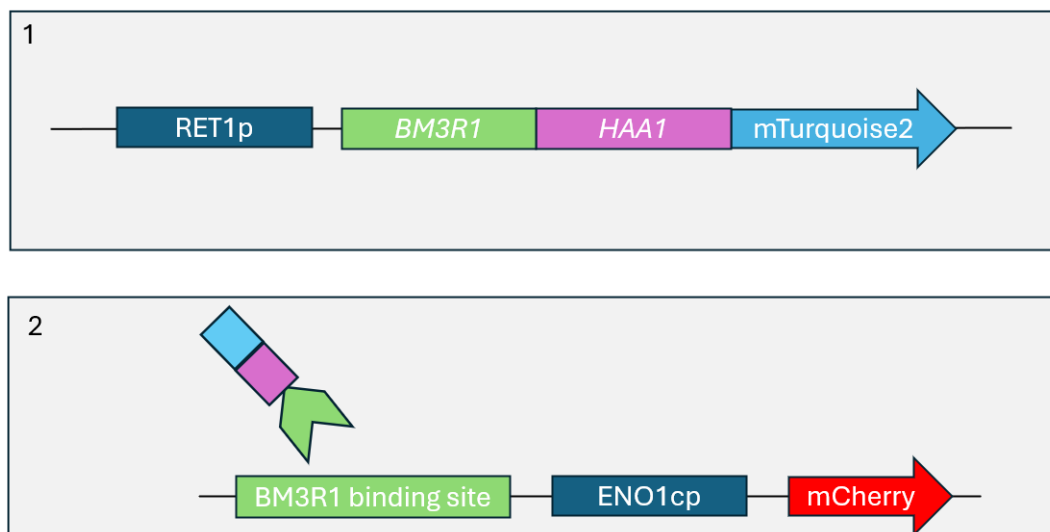 1
RET1p
BM3R1
HAA1
mTurquoise2
2
BM3R1 binding site
ENO1cp
mCherry